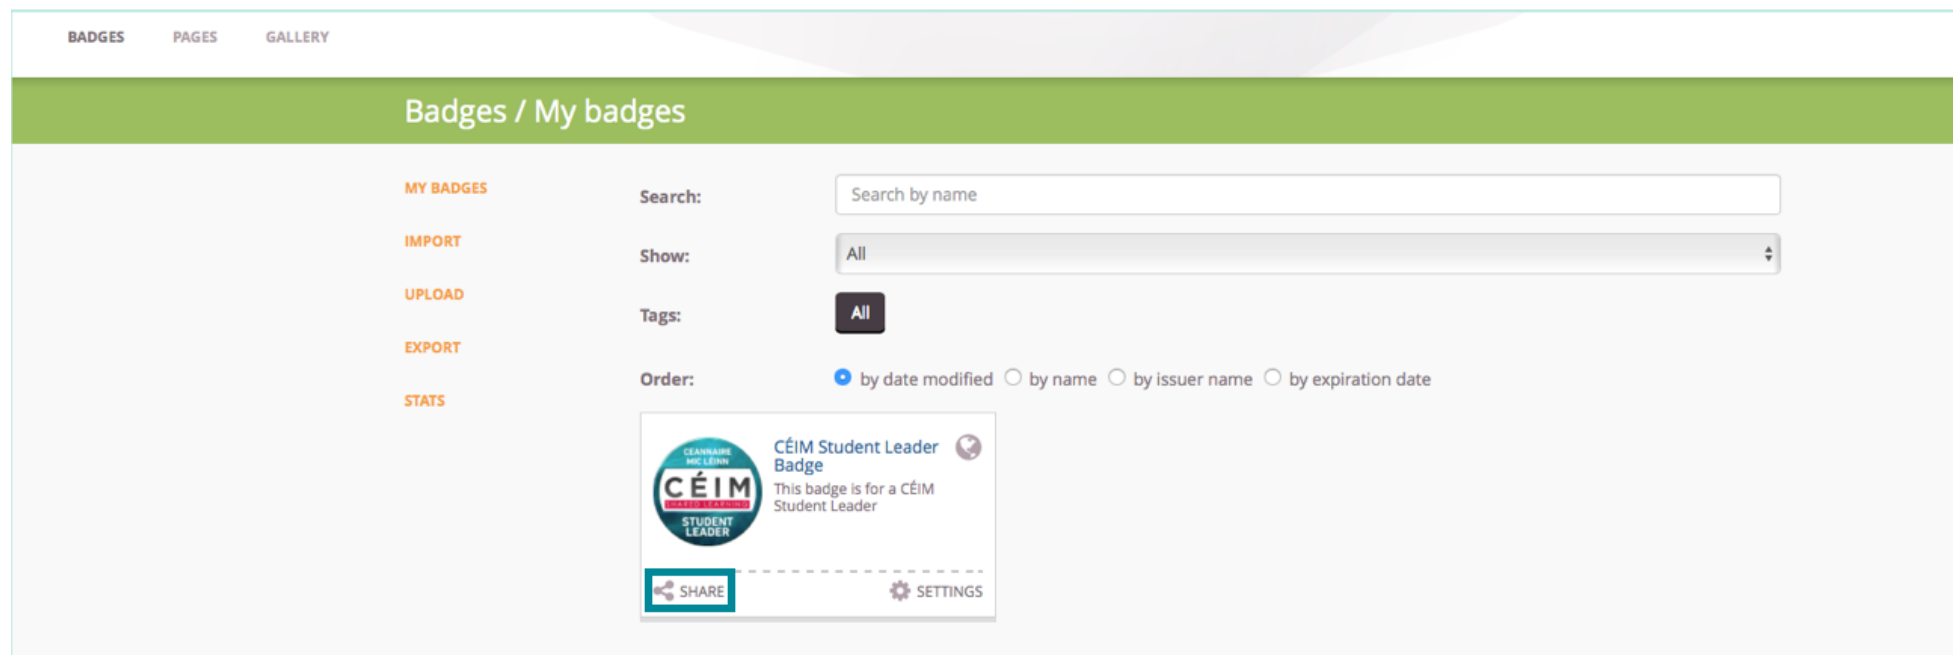 BADGES PAGES GALLERY
Badges / My badges
MY BADGES
IMPORT
UPLOAD
EXPORT
STATS
Search: Search by name
Show: All
Tags: All
Order: by date modified by name by issuer name by expiration date
CEANNAIRE
MIC LÉINN
CÉIM
SHARED LEARNING
STUDENT
LEADER
CÉIM Student Leader
Badge
This badge is for a CÉIM
Student Leader
SHARE SETTINGS